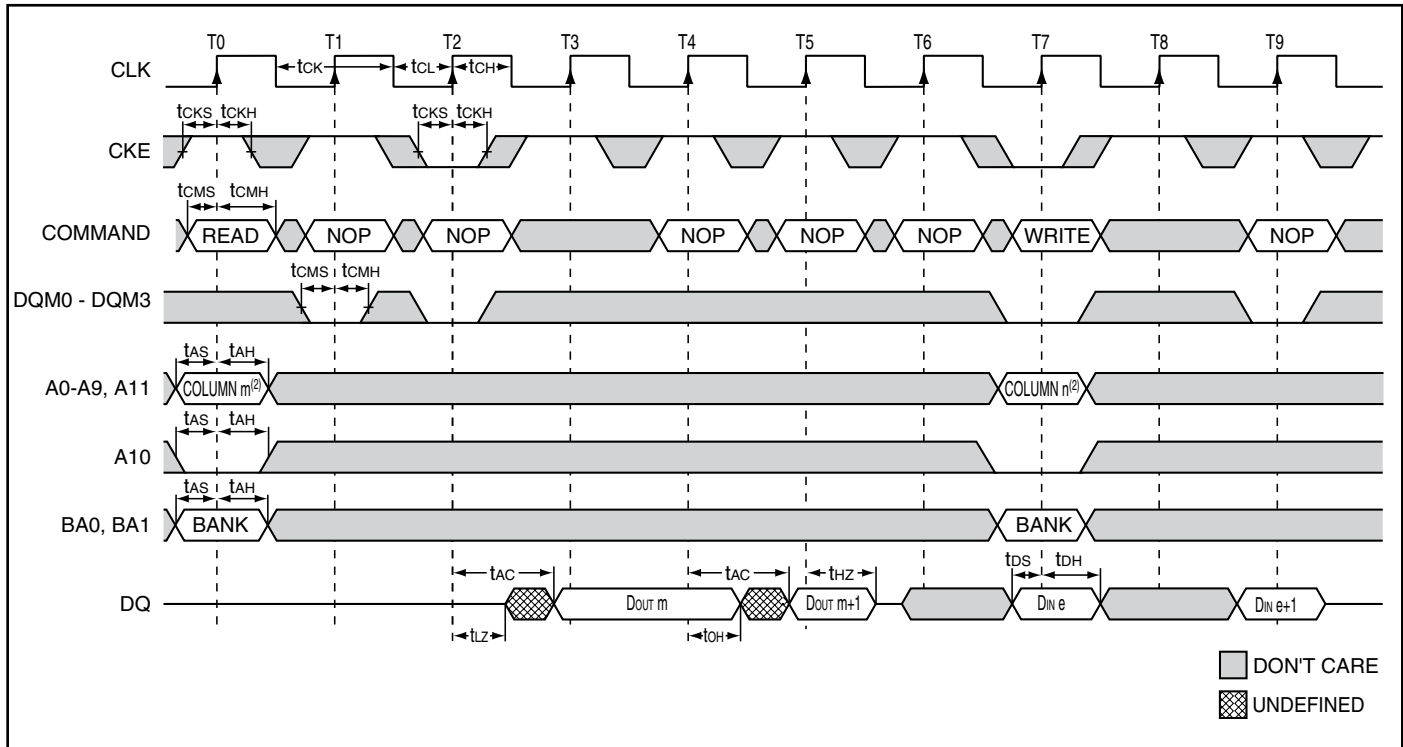 T0 T1 T2 T3 T4 T5 T6 T7 T8 T9
CLK
tCK tCL tCH
tCKS tCKH tCKS tCKH
CKE
tCMS tCMH
COMMAND READ NOP NOP NOP NOP NOP WRITE NOP
tCMS tCMH
DQM0 - DQM3
tAS tAH
A0-A9, A11 COLUMN m(2) COLUMN n(2)
tAS tAH
A10
tAS tAH
BA0, BA1 BANK BANK
tAC tAC tHZ tDS tDH
DQ DOUT m DOUT m+1 DIN e DIN e+1
tLZ tOH
DON'T CARE
UNDEFINED